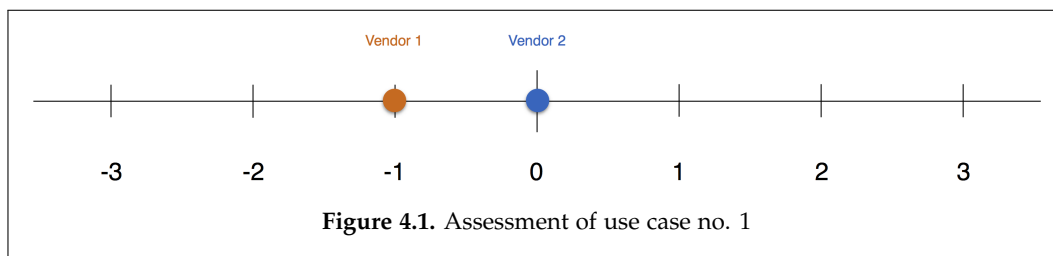 Vendor 1 Vendor 2
-3 -2 -1 0 1 2 3
Figure 4.1. Assessment of use case no. 1